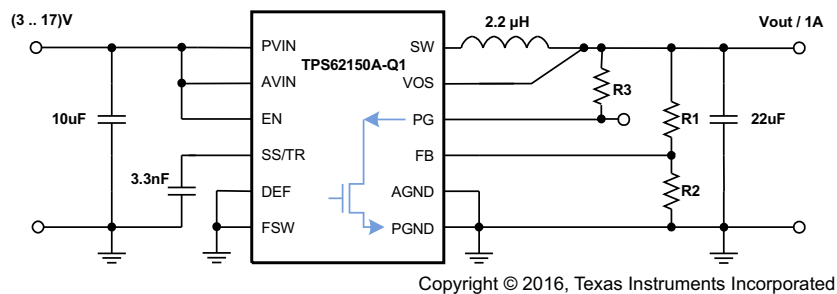 (3 .. 17)V
2.2 µH
Vout / 1A
PVIN
SW
TPS62150A-Q1
AVIN
VOS
R3
10uF
EN
PG
R1
22uF
SS/TR
FB
3.3nF
DEF
AGND
R2
FSW
PGND
Copyright © 2016, Texas Instruments Incorporated